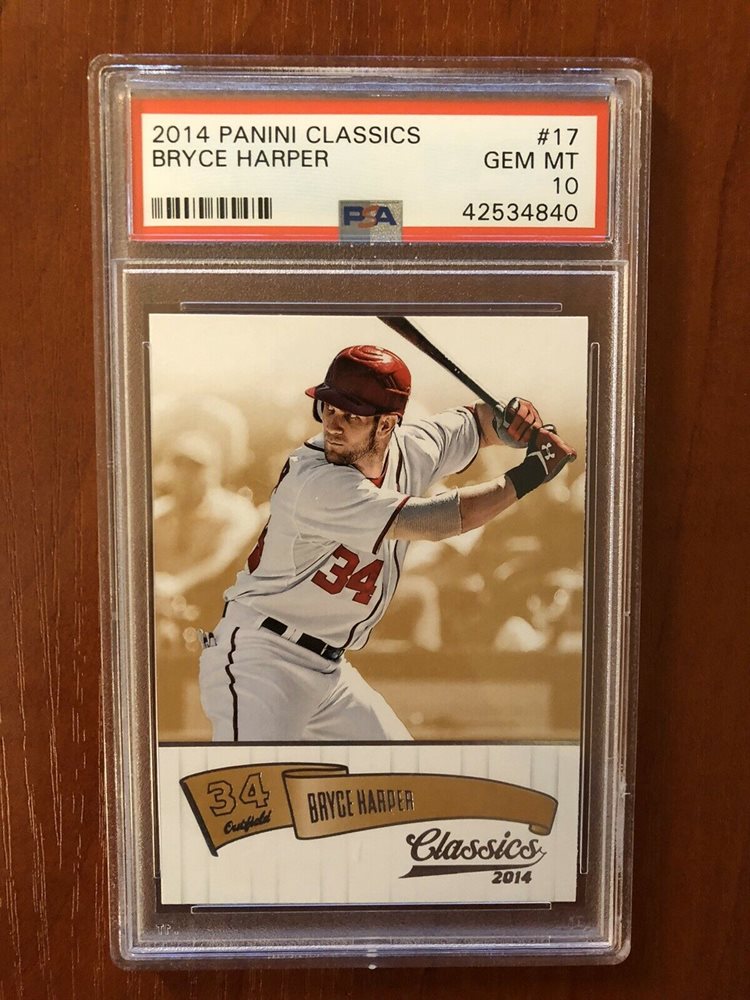 2014 PANINI CLASSICS #17
BRYCE HARPER GEM MT
10
PSA 42534840
34
34
Outfield
BRYCE HARPER
Classics
2014